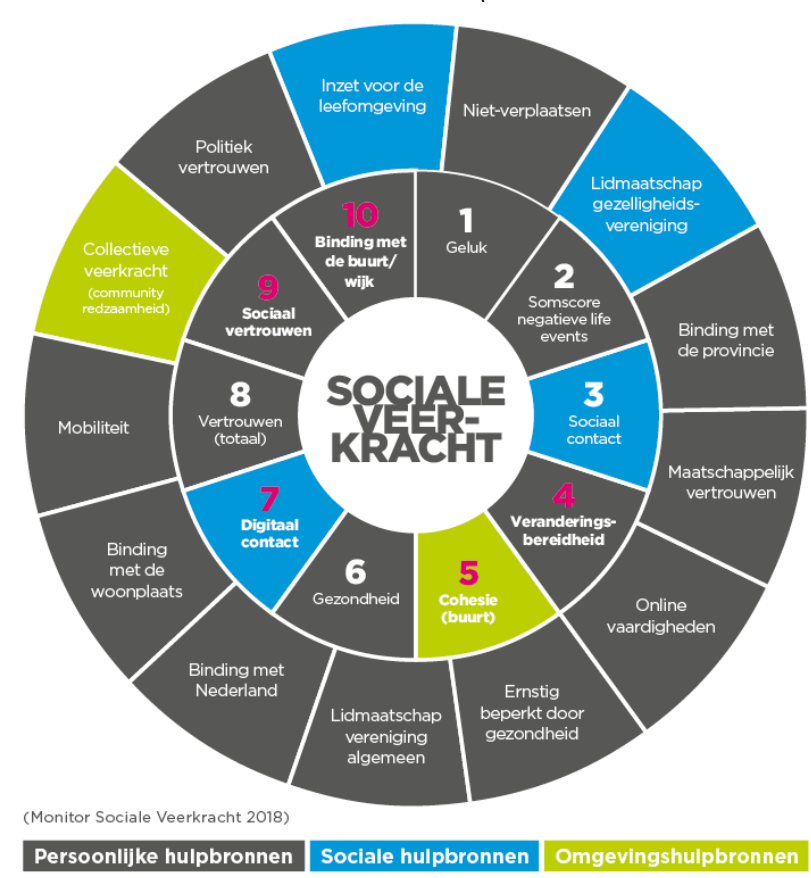 SOCIALE
VEER-
KRACHT
1
Geluk
2
Somscore
negatieve life
events
3
Sociaal
contact
4
Veranderings-
bereidheid
5
Cohesie
(buurt)
6
Gezondheid
7
Digitaal
contact
8
Vertrouwen
(totaal)
9
Sociaal
vertrouwen
10
Binding met
de buurt/
wijk
Inzet voor de
leefomgeving
Niet-verplaatsen
Lidmaatschap
gezelligheids-
vereniging
Binding met
de provincie
Maatschappelijk
vertrouwen
Online
vaardigheden
Ernstig
beperkt door
gezondheid
Lidmaatschap
vereniging
algemeen
Binding met
Nederland
Binding
met de
woonplaats
Mobiliteit
Collectieve
veerkracht
(community
redzaamheid)
Politiek
vertrouwen
(Monitor Sociale Veerkracht 2018)
Persoonlijke hulpbronnen
Sociale hulpbronnen
Omgevingshulpbronnen